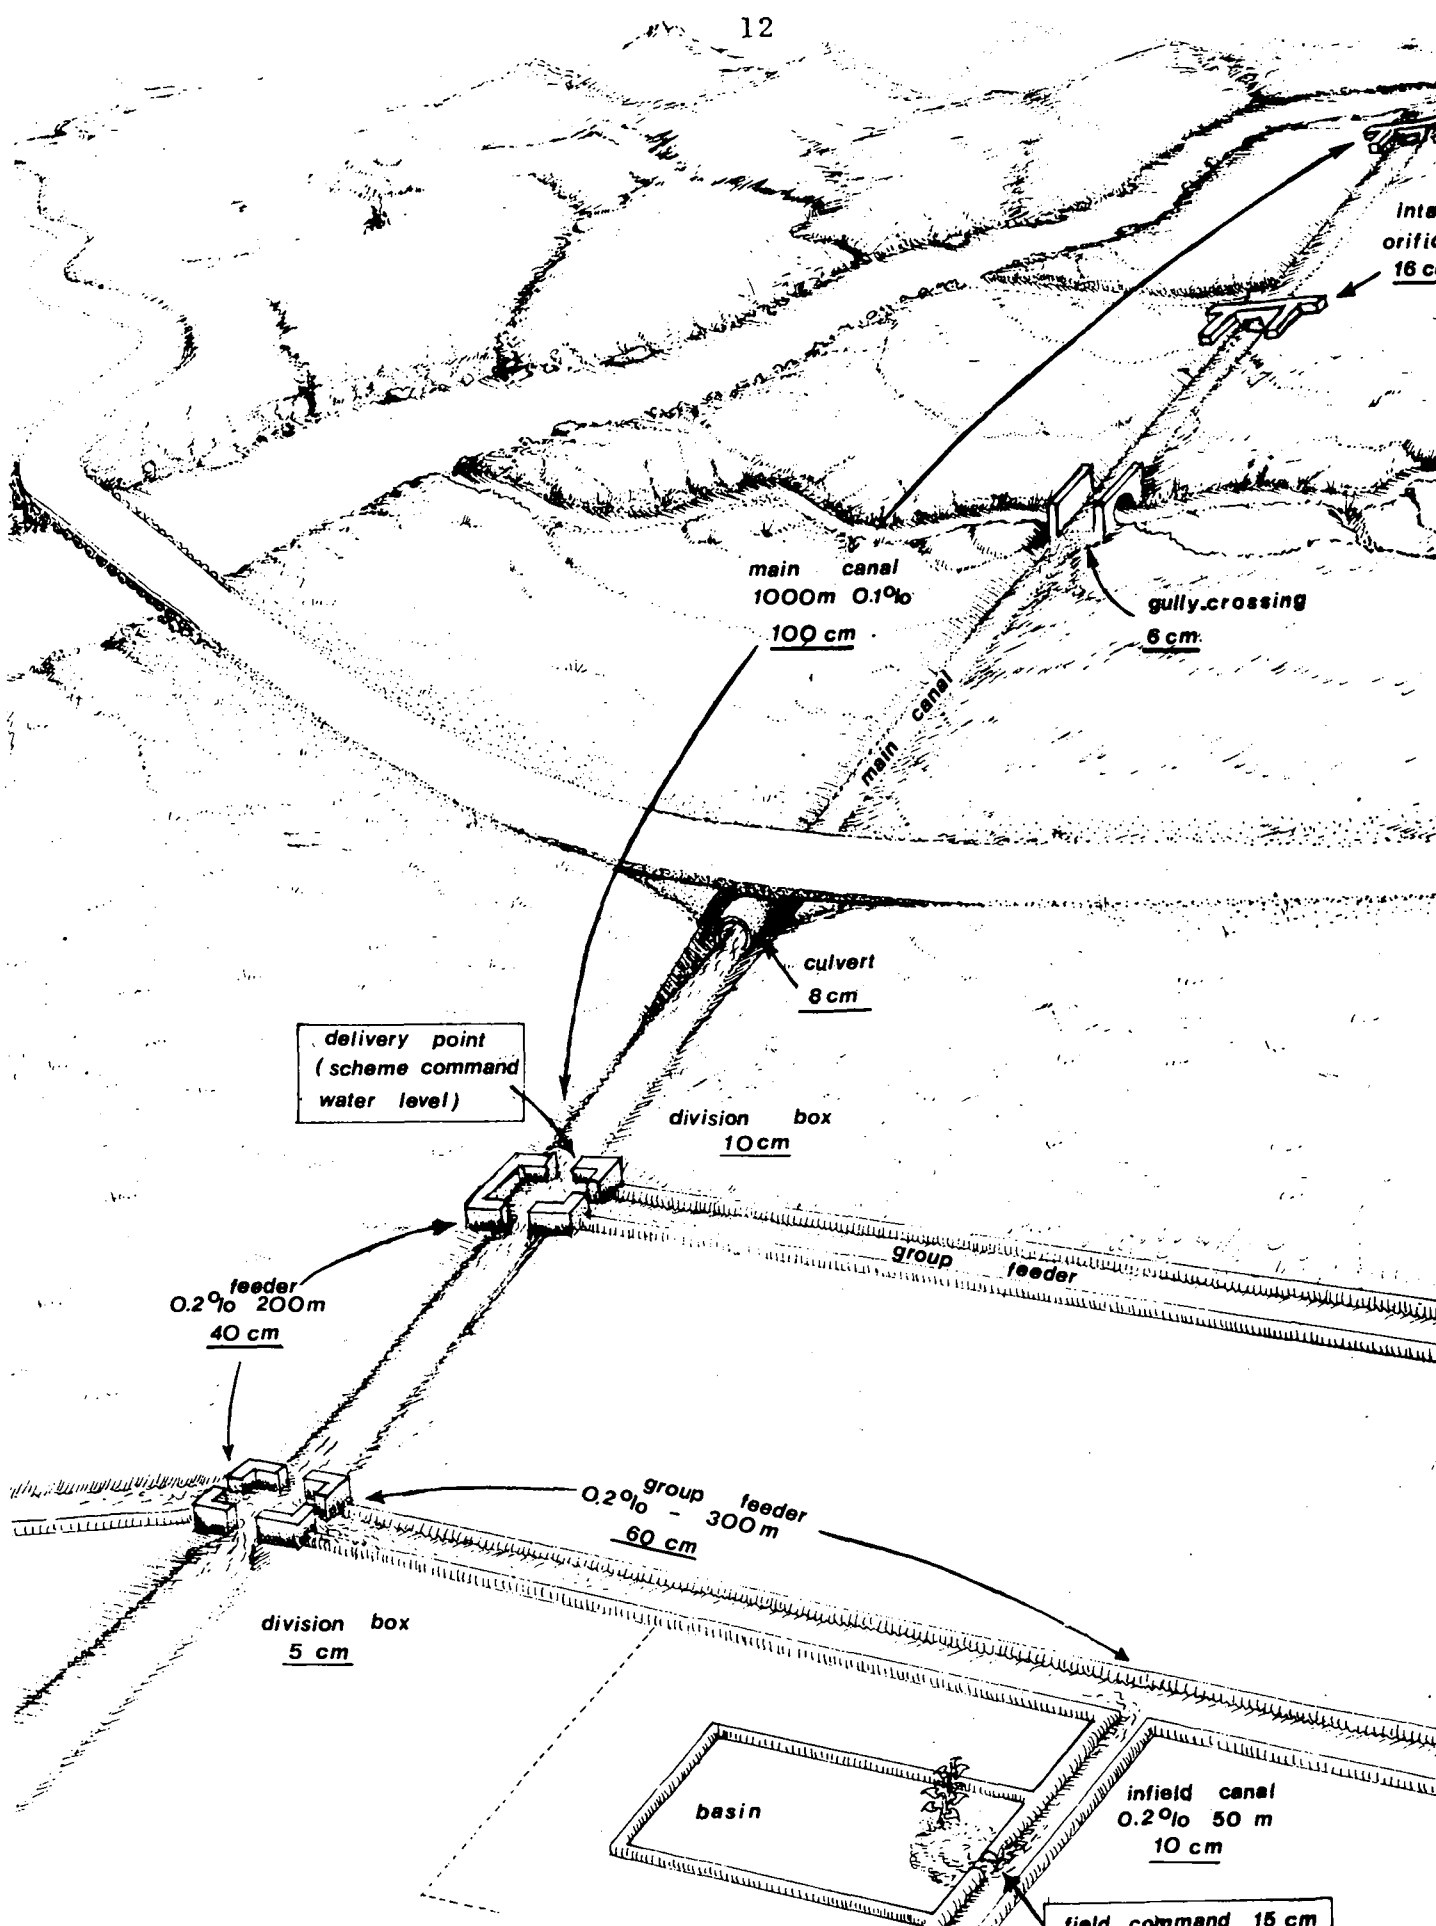 12
16
main canal
1000m 0.1%
100 cm
gully crossing
6 cm
main canal
culvert
8 cm
delivery point
(scheme command
water level)
division box
10 cm
group feeder
feeder
0.2% 200m
40 cm
group feeder
0.2% - 300m
60 cm
division box
5 cm
basin
infield canal
0.2% 50 m
10 cm
field command 15 cm